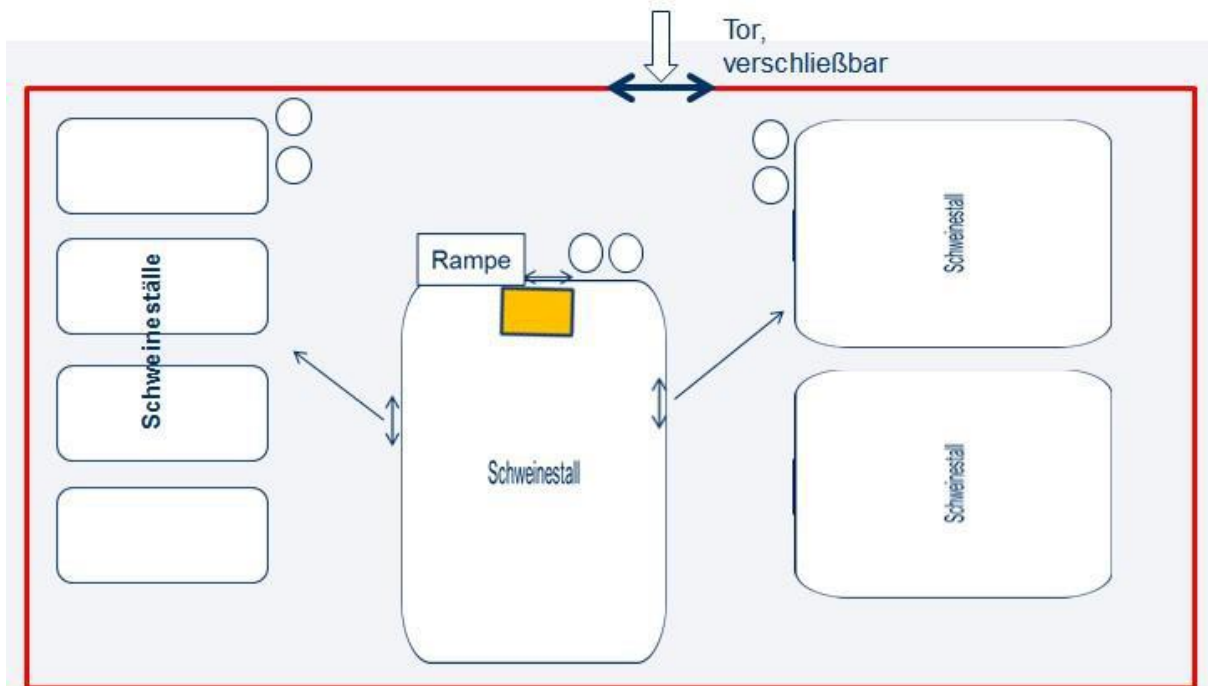 Tor,
verschließbar
Schweineställe
Rampe
Schweinestall
Schweinestall
Schweinestall